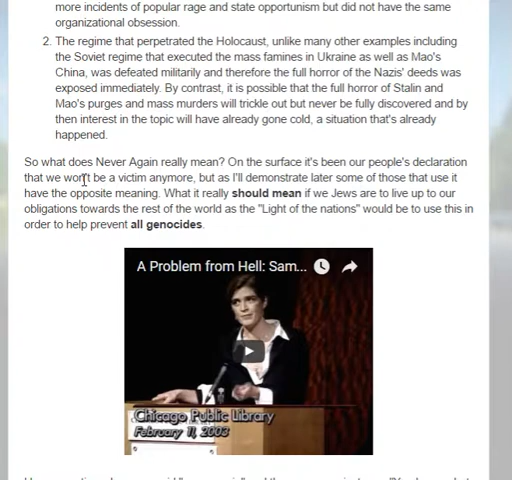 more incidents of popular rage and state opportunism but did not have the same
organizational obsession.
2. The regime that perpetrated the Holocaust, unlike many other examples including
the Soviet regime that executed the mass famines in Ukraine as well as Mao's
China, was defeated militarily and therefore the full horror of the Nazis' deeds was
exposed immediately. By contrast, it is possible that the full horror of Stalin and
Mao's purges and mass murders will trickle out but never be fully discovered and by
then interest in the topic will have already gone cold, a situation that's already
happened.
So what does Never Again really mean? On the surface it's been our people's declaration
that we won't be a victim anymore, but as I'll demonstrate later some of those that use it
have the opposite meaning. What it really should mean if we Jews are to live up to our
obligations towards the rest of the world as the "Light of the nations" would be to use this in
order to help prevent all genocides.
A Problem from Hell: Sam...
Chicago Public Library
February 11, 2003